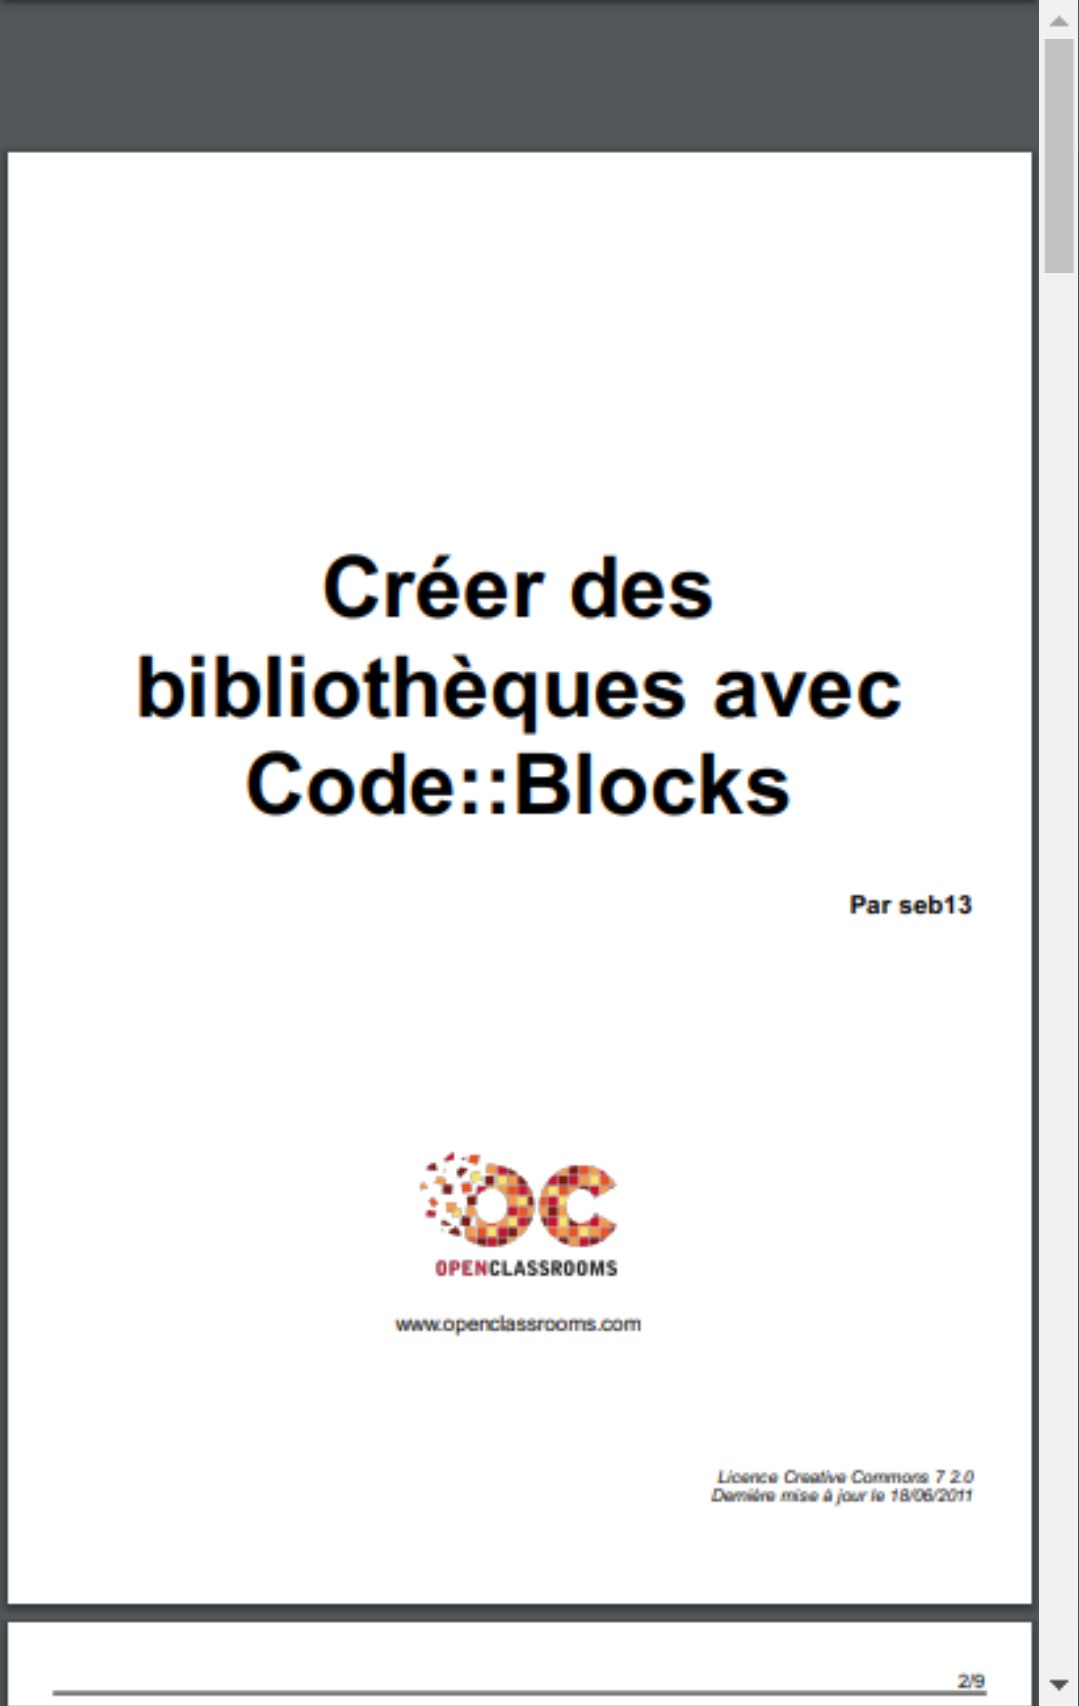 Créer des
bibliothèques avec
Code::Blocks
Par seb13
OC
OPENCLASSROOMS
www.openclassrooms.com
Licence Creative Commons 7 2.0
Dernière mise à jour le 18/06/2011
2/9